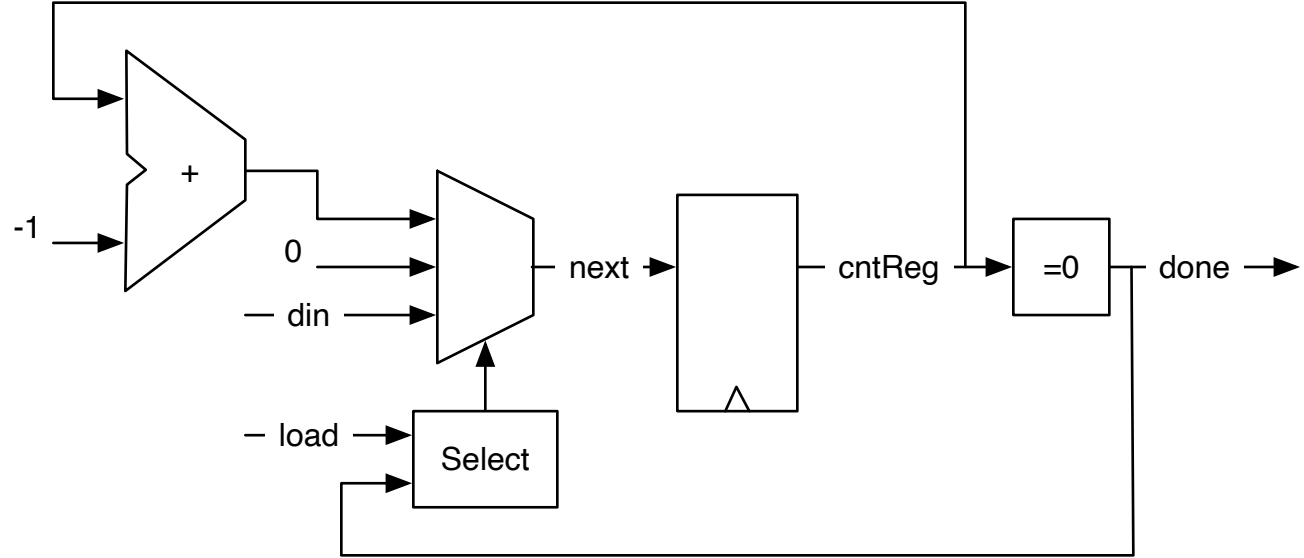 +
-1
0
next
cntReg
=0
done
din
load
Select